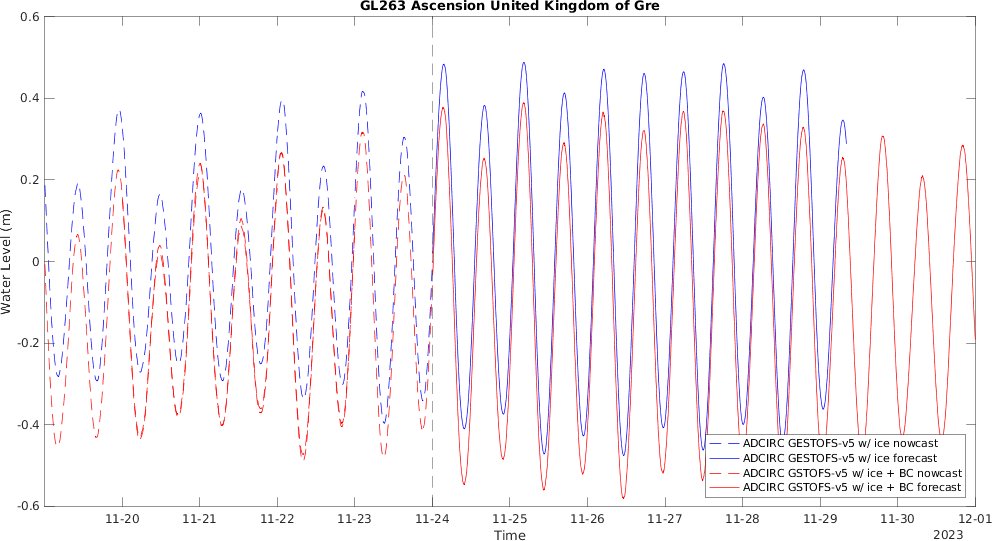 GL263 Ascension United Kingdom of Gre
Water Level (m)
0.6
0.4
0.2
0
-0.2
-0.4
-0.6
11-20
11-21
11-22
11-23
11-24
11-25
11-26
11-27
11-28
11-29
11-30
12-01
Time
2023
ADCIRC GESTOFS-v5 w/ ice nowcast
ADCIRC GESTOFS-v5 w/ ice forecast
ADCIRC GSTOFS-v5 w/ ice + BC nowcast
ADCIRC GSTOFS-v5 w/ ice + BC forecast